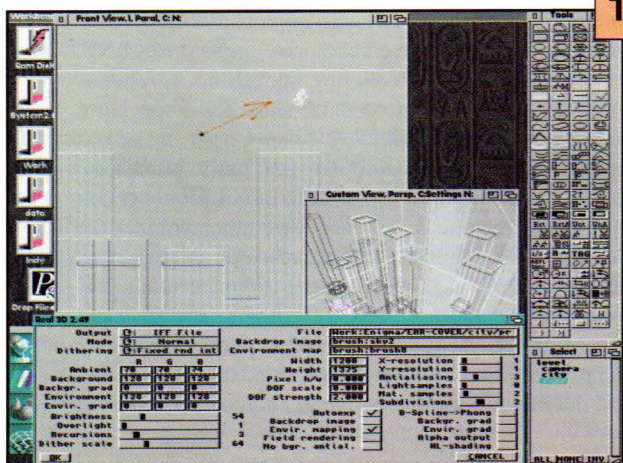 Workbench
Front View.1, Paral, C: N:
Tools
Ram Disk
System2.
Work
data
Indy
Drop Files
Custom View, Persp, C:Settings N:
TAG
Select
level
camera
sky
ALL NONE INV
Real 3D 2.49
Output IFF File
Mode Normal
Dithering Fixed rnd int
R G B
Ambient 70 70 74
Background 128 128 128
Backgr. grad 0 0 0
Environment 128 128 128
Envir. grad 0 0 0
Brightness 54
Overlight 1
Recursions 3
Dither scale 64
OK
File Work:Enigma/EAR-COVER/city/pr
Backdrop image brush:sky2
Environment map brush:brush0
Width 1280
Height 1375
Pixel h/w 0.000
DOF scale 0.000
DOF strength 2.000
X-resolution 1
Y-resolution 1
Antialiasing 3
Lightsamples 0
Mat. samples 2
Subdivisions 2
Autoexp
Backdrop image
Envir. mapping
Field rendering
No bgr. antial.
B-Spline->Phong
Backgr. grad
Envir. grad
Alpha output
HL-shading
CANCEL